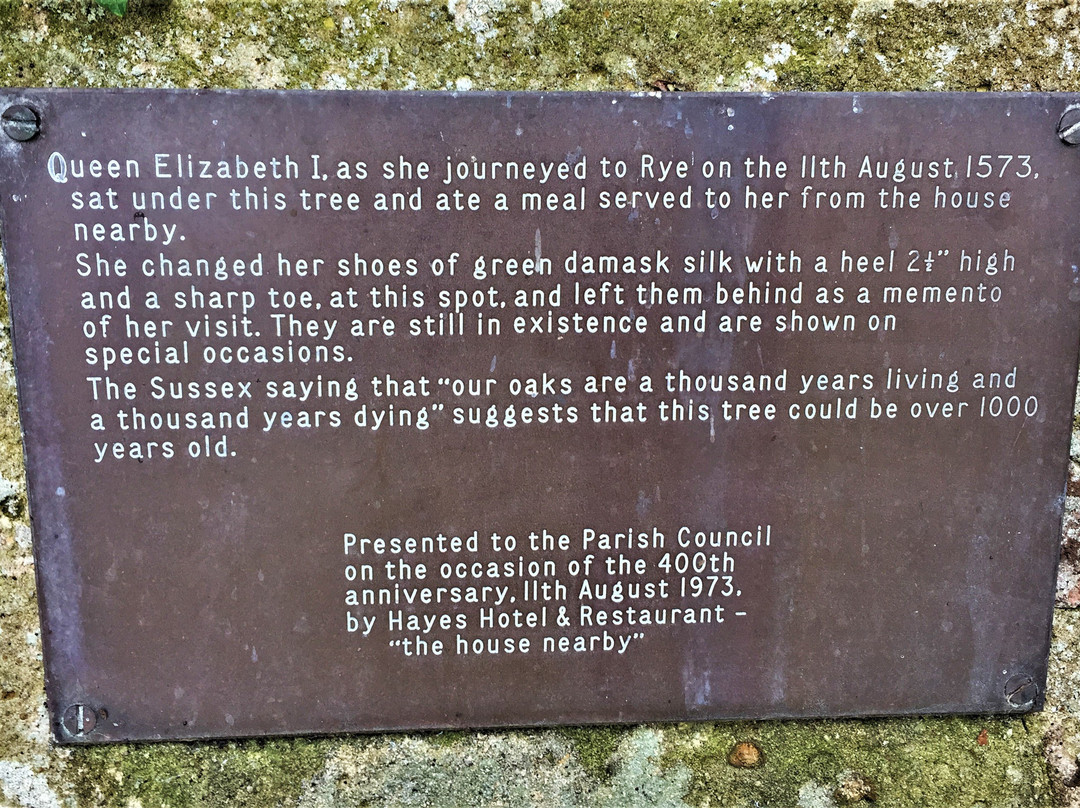 Queen Elizabeth I, as she journeyed to Rye on the 11th August, 1573,
sat under this tree and ate a meal served to her from the house
nearby.
She changed her shoes of green damask silk with a heel 2½" high
and a sharp toe, at this spot, and left them behind as a memento
of her visit. They are still in existence and are shown on
special occasions.
The Sussex saying that "our oaks are a thousand years living and
a thousand years dying" suggests that this tree could be over 1000
years old.
Presented to the Parish Council
on the occasion of the 400th
anniversary, 11th August 1973.
by Hayes Hotel & Restaurant –
"the house nearby"